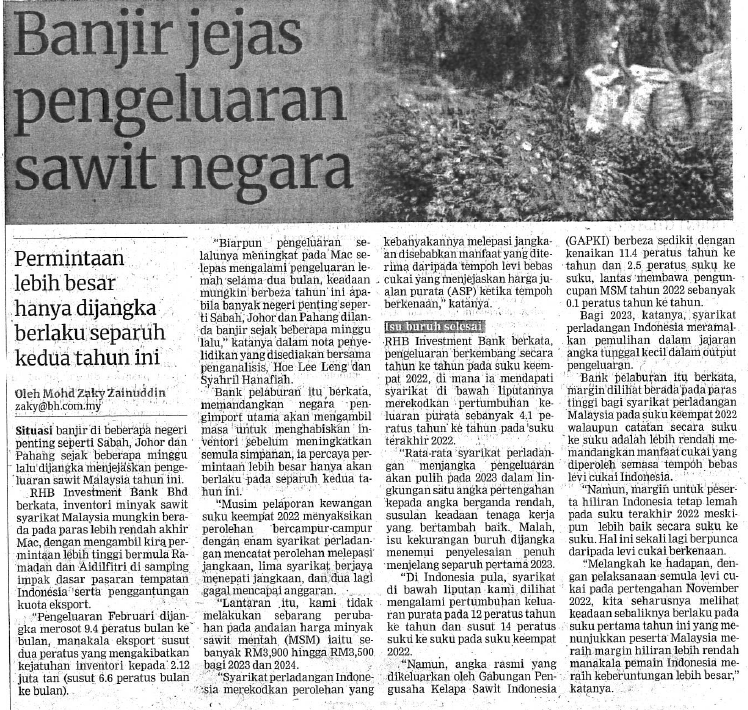 Banjir jejas
pengeluaran
sawit negara
Permintaan
lebih besar
hanya dijangka
berlaku separuh
kedua tahun ini
Oleh Mohd Zaky Zainuddin
zaky@bh.com.my
Situasi banjir di beberapa negeri
penting seperti Sabah, Johor dan
Pahang sejak beberapa minggu
lalu dijangka menjejaskan penge-
luaran sawit Malaysia tahun ini.
RHB Investment Bank Bhd
berkata, inventori minyak sawit
syarikat Malaysia mungkin bera-
da pada paras lebih rendah akhir
Mac, dengan mengambil kira per-
mintaan lebih tinggi bermula Ra-
madan dan Aidilfitri di samping
impak dasar pasaran tempatan
Indonesia serta penggantungan
kuota eksport.
"Pengeluaran Februari dijang-
ka merosot 9.4 peratus bulan ke
bulan, manakala eksport susut
dua peratus yang mengakibatkan
kejatuhan inventori kepada 2.12
juta tan (susut 6.6 peratus bulan
ke bulan).
"Biarpun pengeluaran se-
lalunya meningkat pada Mac se-
lepas mengalami pengeluaran le-
mah selama dua bulan, keadaan
mungkin berbeza tahun ini apa-
bila banyak negeri penting seper-
ti Sabah, Johor dan Pahang dilan-
da banjir sejak beberapa minggu
lalu," katanya dalam nota penye-
lidikan yang disediakan bersama
penganalisis, Hoe Lee Leng dan
Syahril Hanafiah.
Bank pelaburan itu berkata,
memandangkan negara pen-
gimport utama akan mengambil
masa untuk menghabiskan in-
ventori sebelum meningkatkan
semula simpanan, ia percaya per-
mintaan lebih besar hanya akan
berlaku pada separuh kedua ta-
hun ini.
"Musim pelaporan kewangan
suku keempat 2022 menyaksikan
perolehan bercampur-campur
dengan enam syarikat perladan-
gan mencatat perolehan melepasi
jangkaan, lima syarikat berjaya
menepati jangkaan, dan dua lagi
gagal mencapai anggaran.
"Lantaran itu, kami tidak
melakukan sebarang peruba-
han pada andaian harga minyak
sawit mentah (MSM) iaitu se-
banyak RM3,900 hingga RM3,500
bagi 2023 dan 2024.
"Syarikat perladangan Indone-
sia merekodkan perolehan yang
kebanyakannya melepasi jangka-
an disebabkan manfaat yang dite-
rima daripada tempoh levi bebas
cukai yang menjejaskan harga ju-
alan purata (ASP) ketika tempoh
berkenaan," katanya.
Isu buruh selesai
RHB Investment Bank berkata,
pengeluaran berkembang secara
tahun ke tahun pada suku keem-
pat 2022, di mana ia mendapati
syarikat di bawah liputannya
merekodkan pertumbuhan ke-
luaran purata sebanyak 4.1 pe-
ratus tahun ke tahun pada suku
terakhir 2022.
"Rata-rata syarikat perladan-
gan menjangka pengeluaran
akan pulih pada 2023 dalam lin-
gkungan satu angka pertengahan
kepada angka berganda rendah,
susulan keadaan tenaga kerja
yang bertambah baik. Malah,
isu kekurangan buruh dijangka
menemui penyelesaian penuh
menjelang separuh pertama 2023.
"Di Indonesia pula, syarikat
di bawah liputan kami dilihat
mengalami pertumbuhan keluar-
an purata pada 12 peratus tahun
ke tahun dan susut 14 peratus
suku ke suku pada suku keempat
2022.
"Namun, angka rasmi yang
dikeluarkan oleh Gabungan Pen-
gusaha Kelapa Sawit Indonesia
(GAPKI) berbeza sedikit dengan
kenaikan 11.4 peratus tahun ke
tahun dan 2.5 peratus suku ke
suku, lantas membawa pengun-
cupan MSM tahun 2022 sebanyak
0.1 peratus tahun ke tahun.
Bagi 2023, katanya, syarikat
perladangan Indonesia meramal-
kan pemulihan dalam jajaran
angka tunggal kecil dalam output
pengeluaran.
Bank pelaburan itu berkata,
margin dilihat berada pada paras
tinggi bagi syarikat perladangan
Malaysia pada suku keempat 2022
walaupun catatan secara suku
ke suku adalah lebih rendah me-
mandangkan manfaat cukai yang
diperoleh semasa tempoh bebas
levi cukai Indonesia.
"Namun, margin untuk peser-
ta hiliran Indonesia tetap lemah
pada suku terakhir 2022 meski-
pun lebih baik secara suku ke
suku. Hal ini sekali lagi berpunca
daripada levi cukai berkenaan.
"Melangkah ke hadapan, den-
gan pelaksanaan semula levi cu-
kai pada pertengahan November
2022, kita seharusnya melihat
keadaan sebaliknya berlaku pada
suku pertama tahun ini yang me-
nunjukkan peserta Malaysia me-
raih margin hiliran lebih rendah
manakala pemain Indonesia me-
raih keberuntungan lebih besar,"
katanya.